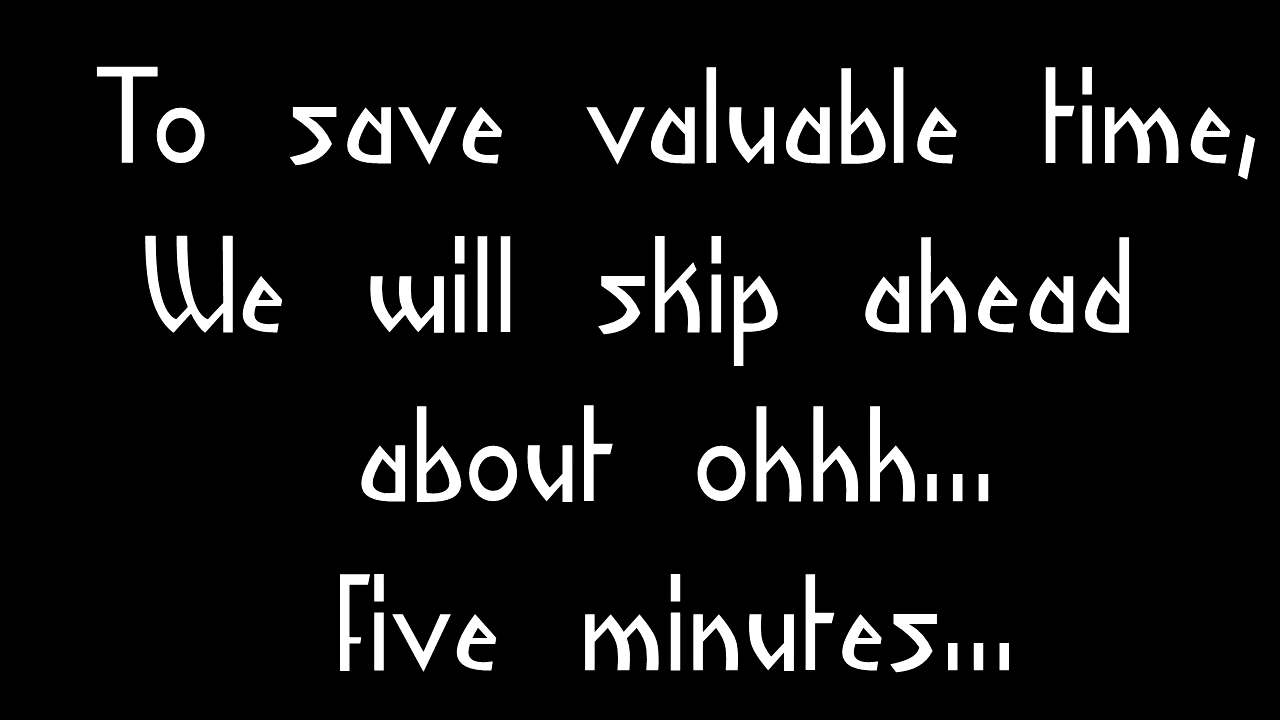 To save valuable time,
We will skip ahead
about ohhh...
Five minutes...